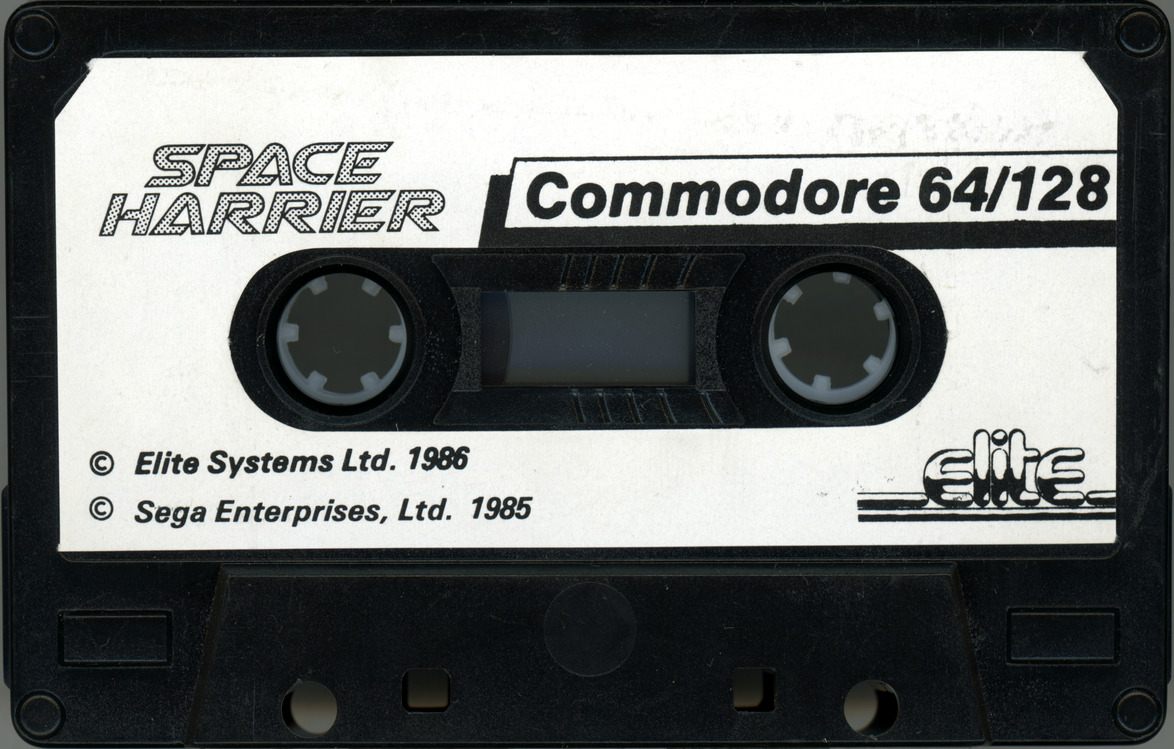 SPACE
HARRIER
Commodore 64/128
© Elite Systems Ltd. 1986
© Sega Enterprises, Ltd. 1985
elite